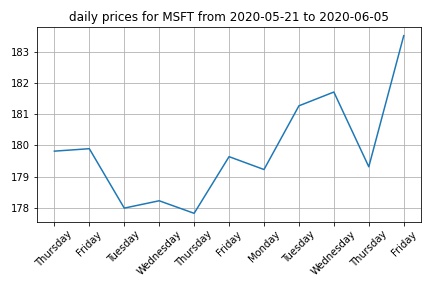 daily prices for MSFT from 2020-05-21 to 2020-06-05
183
182
181
180
179
178
Thursday
Friday
Tuesday
Wednesday
Thursday
Friday
Monday
Tuesday
Wednesday
Thursday
Friday